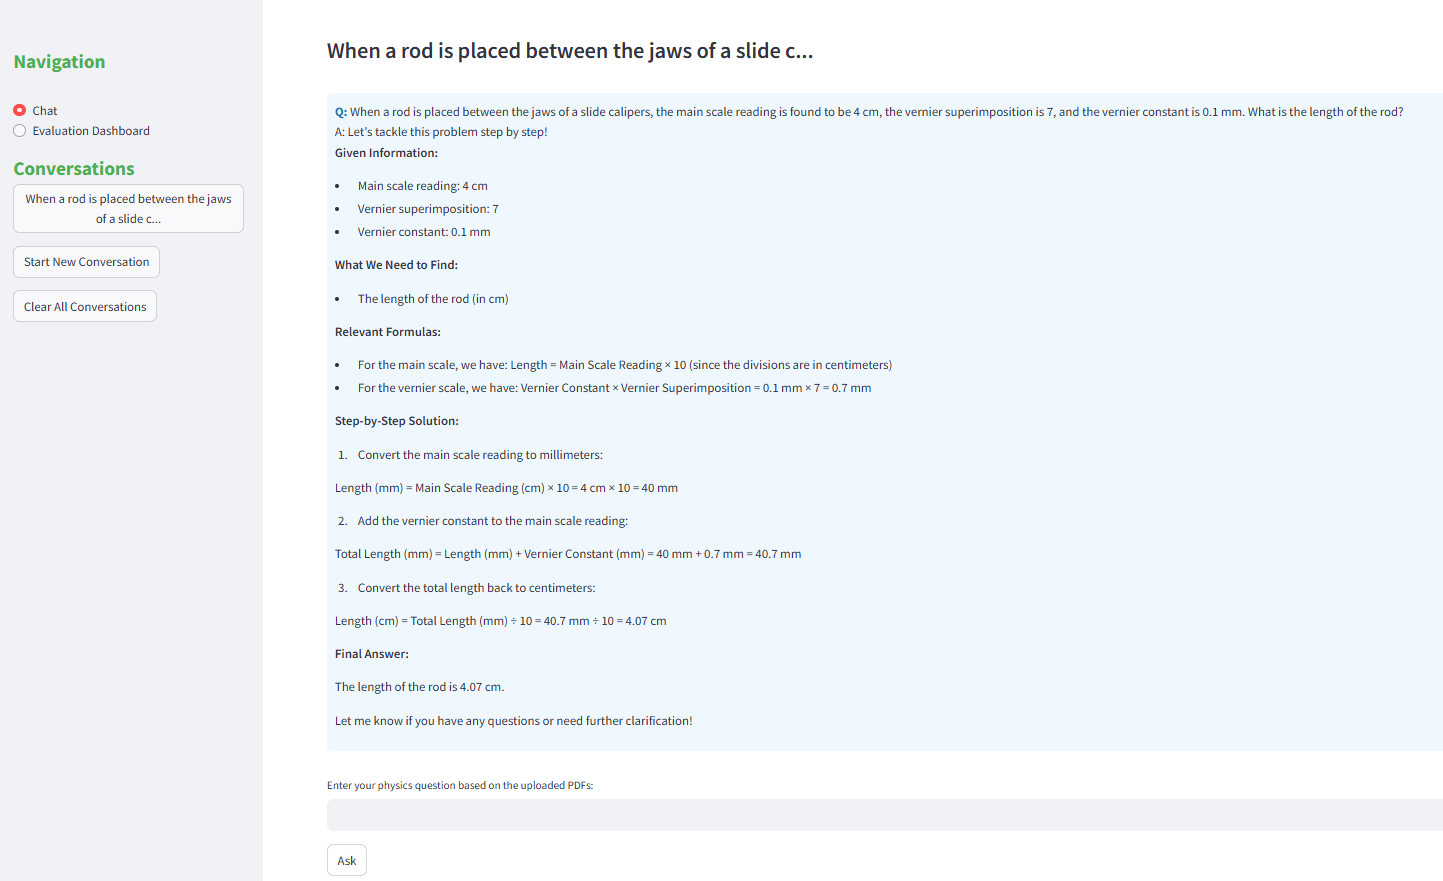 Navigation
Chat
Evaluation Dashboard
Conversations
When a rod is placed between the jaws
of a slide c...
Start New Conversation
Clear All Conversations
When a rod is placed between the jaws of a slide c...
Q: When a rod is placed between the jaws of a slide calipers, the main scale reading is found to be 4 cm, the vernier superimposition is 7, and the vernier constant is 0.1 mm. What is the length of the rod?
A: Let's tackle this problem step by step!
Given Information:
• Main scale reading: 4 cm
• Vernier superimposition: 7
• Vernier constant: 0.1 mm
What We Need to Find:
• The length of the rod (in cm)
Relevant Formulas:
• For the main scale, we have: Length = Main Scale Reading × 10 (since the divisions are in centimeters)
• For the vernier scale, we have: Vernier Constant × Vernier Superimposition = 0.1 mm × 7 = 0.7 mm
Step-by-Step Solution:
1. Convert the main scale reading to millimeters:
Length (mm) = Main Scale Reading (cm) × 10 = 4 cm × 10 = 40 mm
2. Add the vernier constant to the main scale reading:
Total Length (mm) = Length (mm) + Vernier Constant (mm) = 40 mm + 0.7 mm = 40.7 mm
3. Convert the total length back to centimeters:
Length (cm) = Total Length (mm) ÷ 10 = 40.7 mm ÷ 10 = 4.07 cm
Final Answer:
The length of the rod is 4.07 cm.
Let me know if you have any questions or need further clarification!
Enter your physics question based on the uploaded PDFs:
Ask